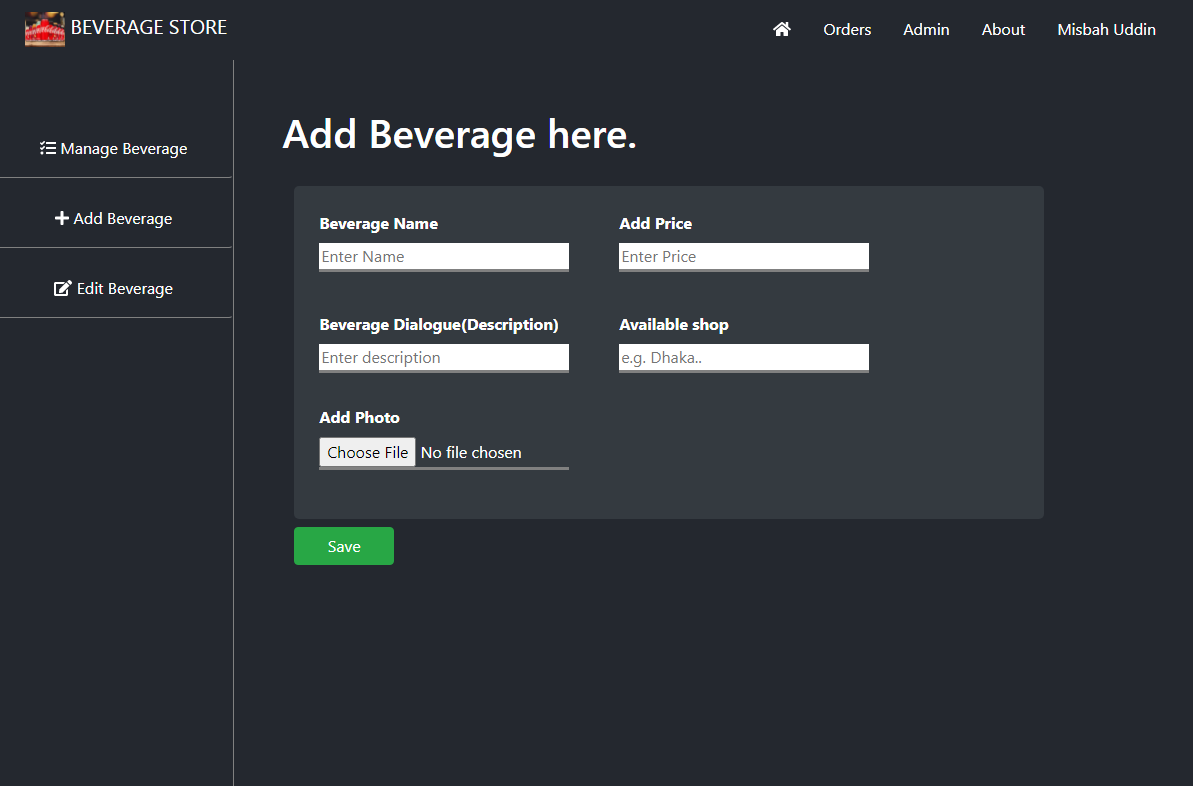 BEVERAGE STORE
Orders Admin About Misbah Uddin
Manage Beverage
Add Beverage
Edit Beverage
Add Beverage here.
Beverage Name
Enter Name
Add Price
Enter Price
Beverage Dialogue(Description)
Enter description
Available shop
e.g. Dhaka..
Add Photo
Choose File No file chosen
Save